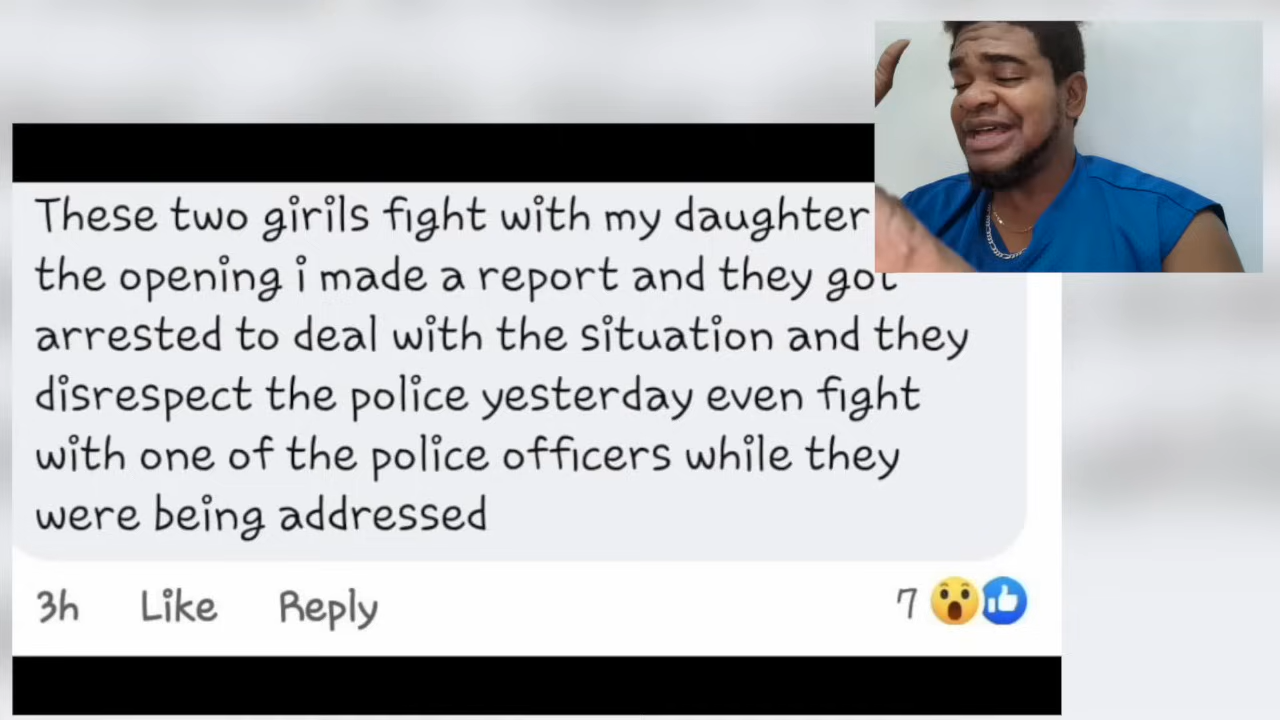 These two girils fight with my daughter
the opening i made a report and they got
arrested to deal with the situation and they
disrespect the police yesterday even fight
with one of the police officers while they
were being addressed
3h Like Reply 7